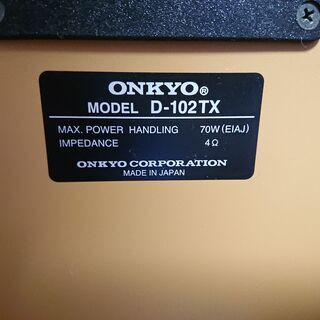 ONKYO®
MODEL D-102TX
MAX. POWER HANDLING 70W (EIAJ)
IMPEDANCE 4Ω
ONKYO CORPORATION
MADE IN JAPAN